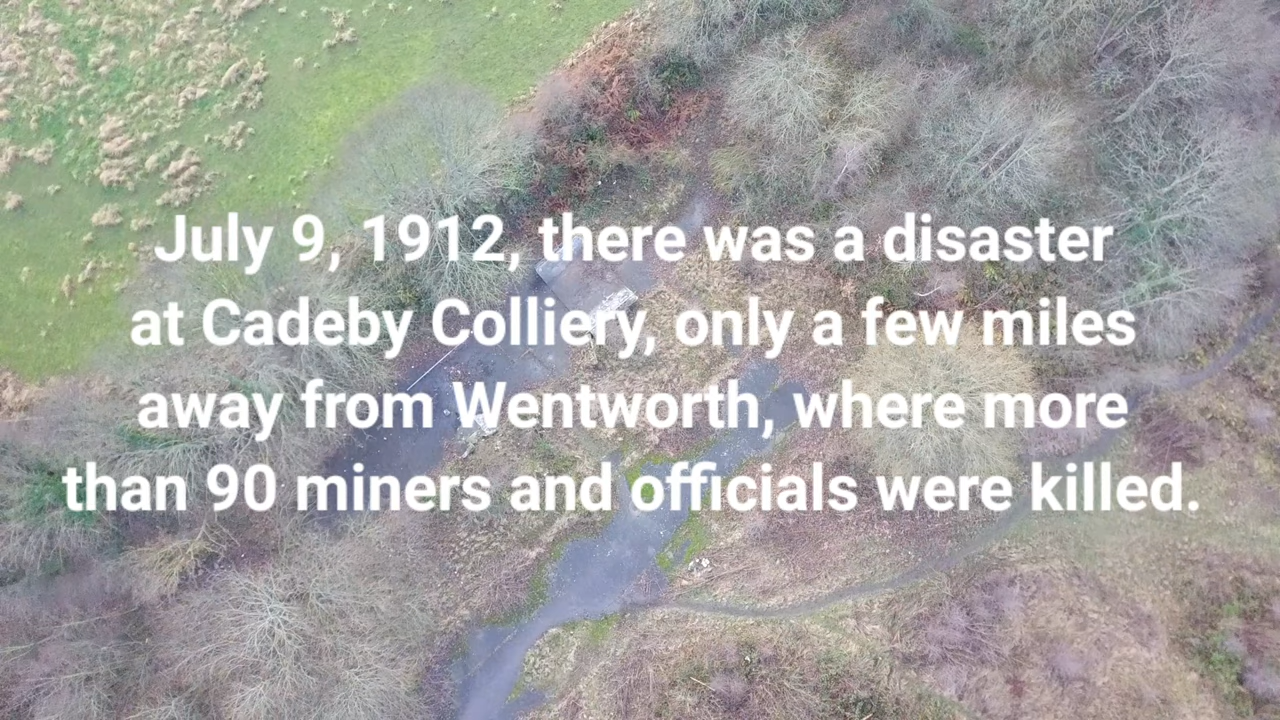 July 9, 1912, there was a disaster
at Cadeby Colliery, only a few miles
away from Wentworth, where more
than 90 miners and officials were killed.